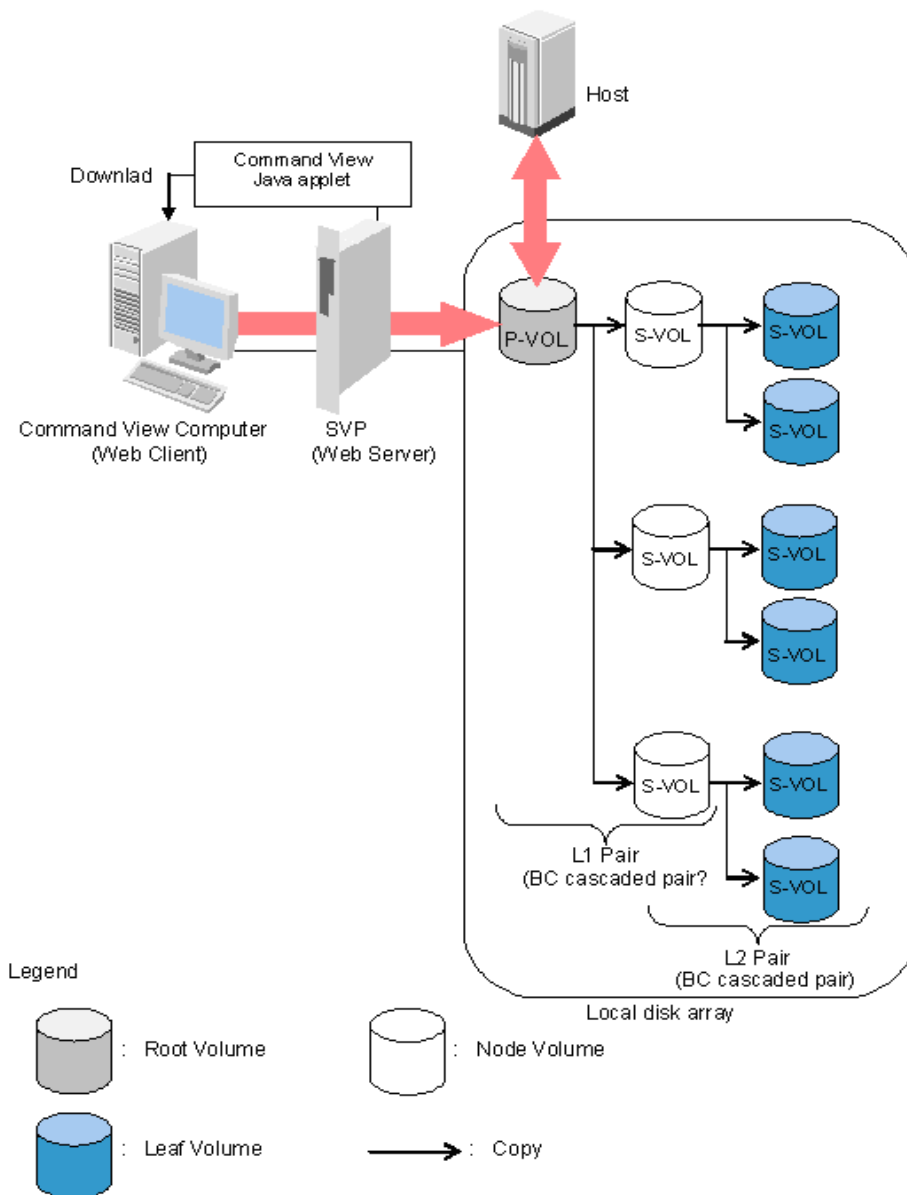 Host
Command View
Java applet
Downlad
P-VOL
S-VOL
S-VOL
S-VOL
Command View Computer
(Web Client)
SVP
(Web Server)
S-VOL
S-VOL
S-VOL
S-VOL
S-VOL
S-VOL
L1 Pair
(BC cascaded pair?
L2 Pair
(BC cascaded pair)
Local disk array
Legend
: Root Volume
: Node Volume
: Leaf Volume
: Copy